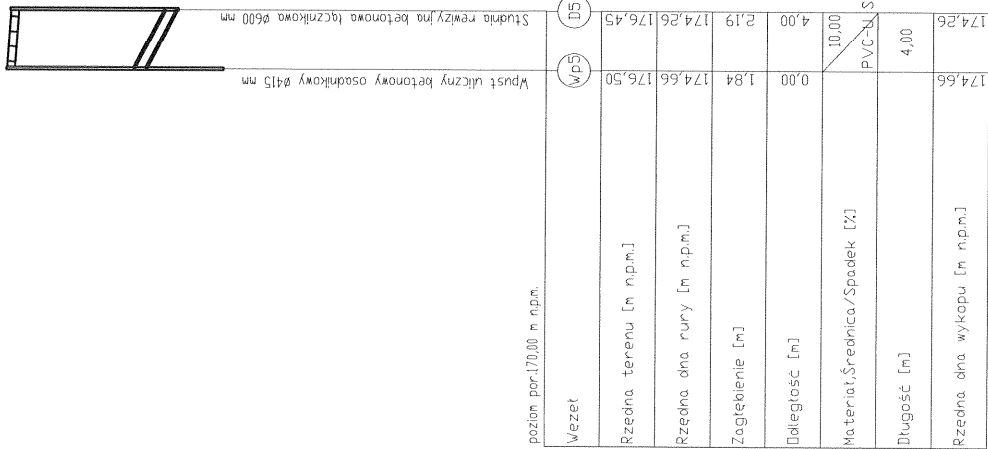 Studnia rewizyjna betonowa łącznikowa Ø600 mm
Wpust uliczny betonowy osadnikowy Ø415 mm
poziom por.170,00 m n.p.m.
Węzeł Wp5 D5
Rzedna terenu [m n.p.m.] 176,50 176,45
Rzędna dna rury [m n.p.m.] 174,66 174,26
Zagłębienie [m] 1,84 2,19
Odległość [m] 0,00 4,00
Materiał,Średnica/Spadek [%] 10,00 PVC-U S
Długość [m] 4,00
Rzedna dna wykopu [m n.p.m.] 174,66 174,26